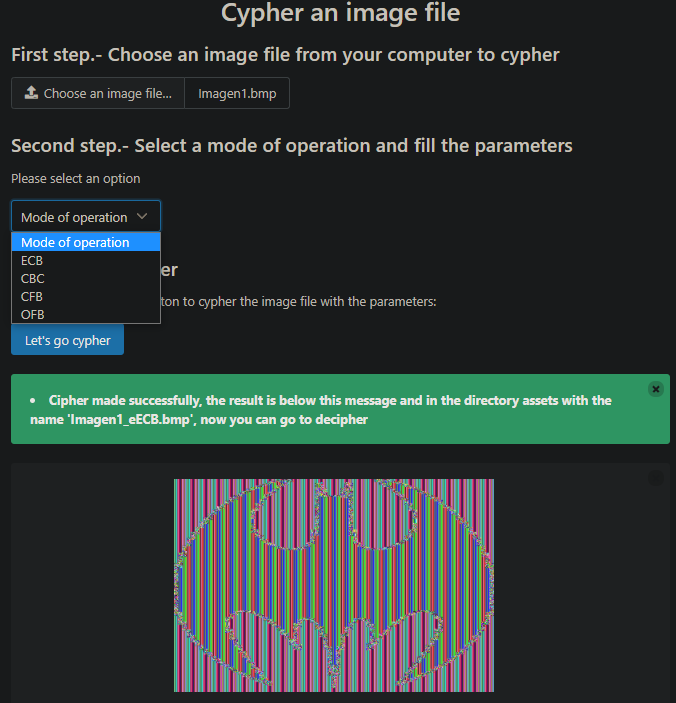 Cypher an image file
First step.- Choose an image file from your computer to cypher
Choose an image file... Imagen1.bmp
Second step.- Select a mode of operation and fill the parameters
Please select an option
Mode of operation
Mode of operation
ECB
CBC
CFB
OFB
er
ton to cypher the image file with the parameters:
Let's go cypher
Cipher made successfully, the result is below this message and in the directory assets with the
name 'Imagen1_eECB.bmp', now you can go to decipher